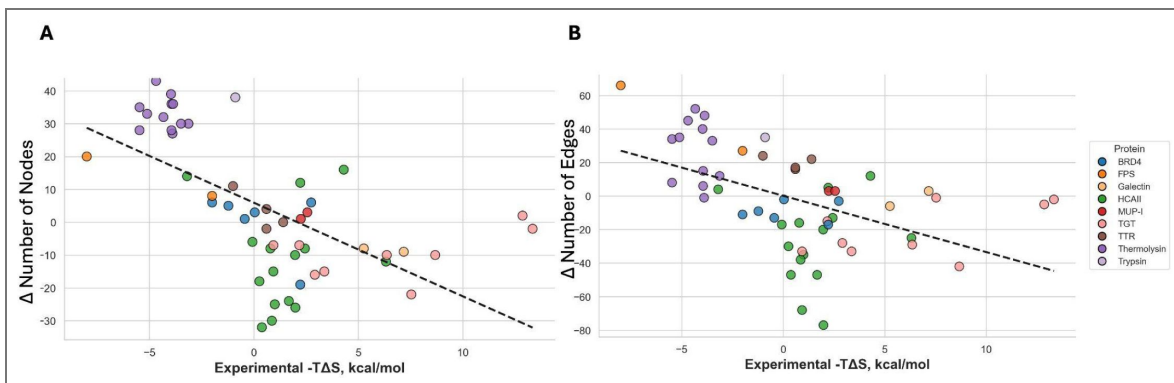 A
B
Δ Number of Nodes
40
30
20
10
0
−10
−20
−30
−5
0
5
10
Experimental -TΔS, kcal/mol
Δ Number of Edges
60
40
20
0
−20
−40
−60
−80
−5
0
5
10
Experimental -TΔS, kcal/mol
Protein
BRD4
FPS
Galectin
HCAII
MUP-I
TGT
TTR
Thermolysin
Trypsin